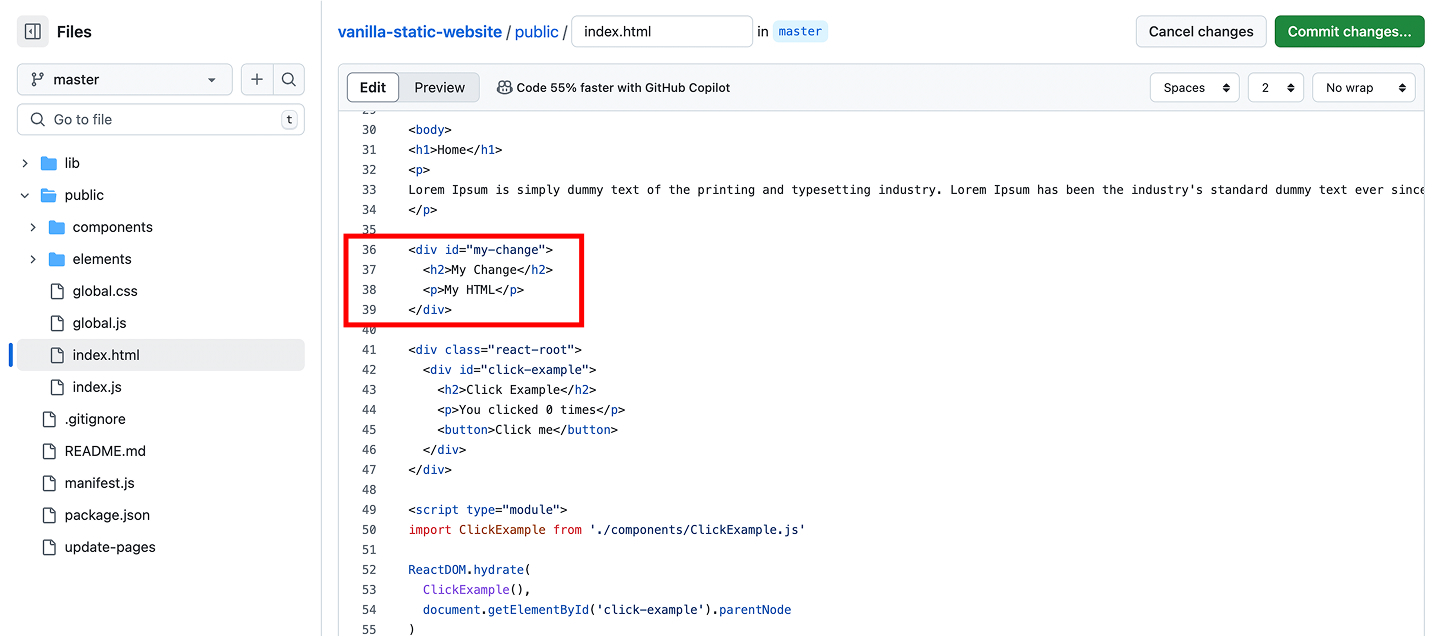 Files
master
Go to file
t
lib
public
components
elements
global.css
global.js
index.html
index.js
.gitignore
README.md
manifest.js
package.json
update-pages
vanilla-static-website / public / index.html in master
Cancel changes
Commit changes...
Edit
Preview
Code 55% faster with GitHub Copilot
Spaces
2
No wrap
29
30 <body>
31 <h1>Home</h1>
32 <p>
33 Lorem Ipsum is simply dummy text of the printing and typesetting industry. Lorem Ipsum has been the industry's standard dummy text ever since
34 </p>
35
36 <div id="my-change">
37   <h2>My Change</h2>
38   <p>My HTML</p>
39 </div>
40
41 <div class="react-root">
42   <div id="click-example">
43     <h2>Click Example</h2>
44     <p>You clicked 0 times</p>
45     <button>Click me</button>
46   </div>
47 </div>
48
49 <script type="module">
50 import ClickExample from './components/ClickExample.js'
51
52 ReactDOM.hydrate(
53   ClickExample(),
54   document.getElementById('click-example').parentNode
55 )